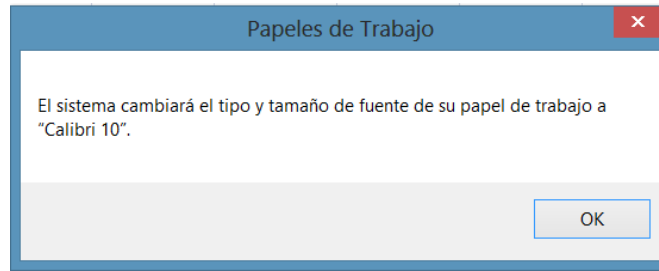 Papeles de Trabajo
El sistema cambiará el tipo y tamaño de fuente de su papel de trabajo a
“Calibri 10”.
OK